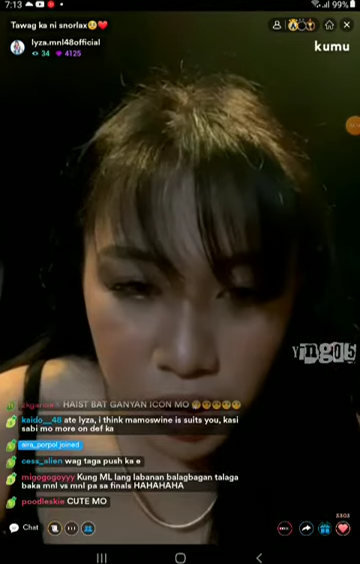 7:13
99%
Tawag ka ni snorlax🥺❤️
lyza.mnl48official
34 4125
kumu
Yngo15
HAIST BAT GANYAN ICON MO
kaido__48 ate lyza, i think mamoswine is suits you, kasi
sabi mo more on def ka
aira_porpol joined
cess_alien wag taga push ka e
migogogoyyy Kung ML lang labanan balagbagan talaga
baka mnl vs mnl pa sa finals HAHAHAHA
poodleskie CUTE MO
Chat
3303